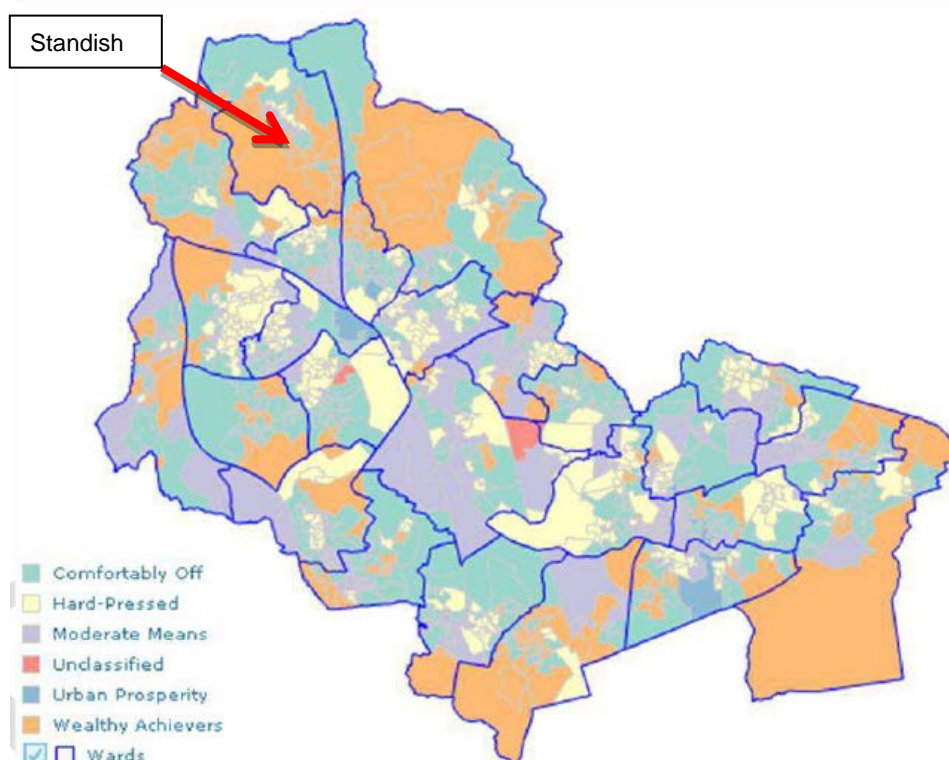 Standish
Comfortably Off
Hard-Pressed
Moderate Means
Unclassified
Urban Prosperity
Wealthy Achievers
Wards